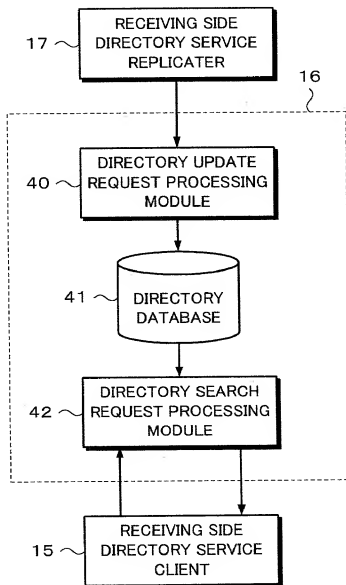 17
RECEIVING SIDE
DIRECTORY SERVICE
REPLICATER
16
40
DIRECTORY UPDATE
REQUEST PROCESSING
MODULE
41
DIRECTORY
DATABASE
42
DIRECTORY SEARCH
REQUEST PROCESSING
MODULE
15
RECEIVING SIDE
DIRECTORY SERVICE
CLIENT